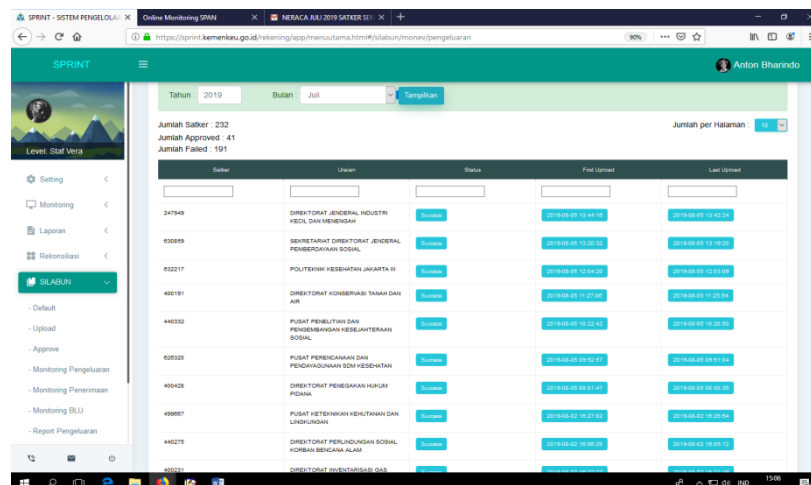 SPRINT - SISTEM PENGELOLA
Online Monitoring SPAN
NERACA JULI 2019 SATKER
https://sprint.kemenkeu.go.id/rekening/app/menuutama.html#/silabun/monev/pengeluaran
90%
SPRINT
Anton Bharindo
Level: Staf Vera
Setting
Monitoring
Laporan
Rekonsiliasi
SILABUN
- Default
- Upload
- Approve
- Monitoring Pengeluaran
- Monitoring Penerimaan
- Monitoring BLU
- Report Pengeluaran
Tahun : 2019 Bulan : Juli Tampilkan
Jumlah Satker : 232
Jumlah Approved : 41
Jumlah Failed : 191
Jumlah per Halaman : 10
Satker Uraian Status First Upload Last Upload
247949 DIREKTORAT JENDERAL INDUSTRI KECIL DAN MENENGAH Success 2019-08-05 13:44:16 2019-08-05 13:42:24
630869 SEKRETARIAT DIREKTORAT JENDERAL PEMBERDAYAAN SOSIAL Success 2019-08-05 13:20:32 2019-08-05 13:19:20
632217 POLITEKNIK KESEHATAN JAKARTA III Success 2019-08-05 12:04:20 2019-08-05 12:03:09
400191 DIREKTORAT KONSERVASI TANAH DAN AIR Success 2019-08-05 11:27:06 2019-08-05 11:25:54
440332 PUSAT PENELITIAN DAN PENGEMBANGAN KESEJAHTERAAN SOSIAL Success 2019-08-05 10:22:42 2019-08-05 10:20:50
626328 PUSAT PERENCANAAN DAN PENDAYAGUNAAN SDM KESEHATAN Success 2019-08-05 09:52:57 2019-08-05 09:51:04
400428 DIREKTORAT PENEGAKAN HUKUM PIDANA Success 2019-08-05 08:01:47 2019-08-05 08:00:35
498667 PUSAT KETEKNIKAN KEHUTANAN DAN LINGKUNGAN Success 2019-08-02 16:27:02 2019-08-02 16:25:54
440275 DIREKTORAT PERLINDUNGAN SOSIAL KORBAN BENCANA ALAM Success 2019-08-02 16:06:20 2019-08-02 16:05:12
400231 DIREKTORAT INVENTARISASI GAS
IND
15:06